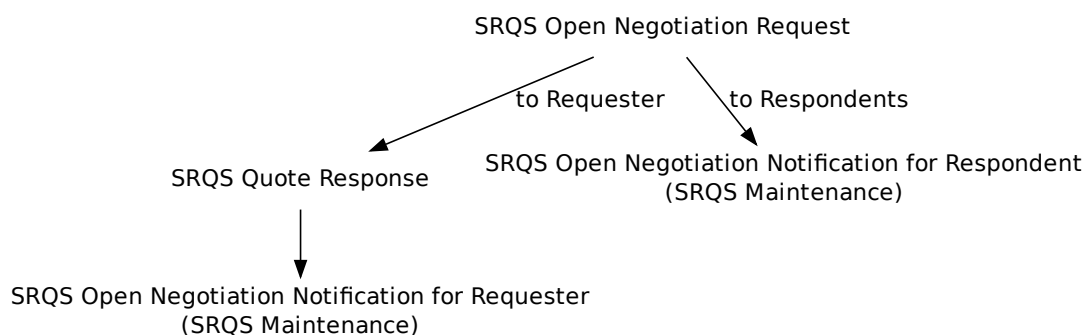 SRQS Open Negotiation Request
to Requester
to Respondents
SRQS Quote Response
SRQS Open Negotiation Notification for Respondent
(SRQS Maintenance)
SRQS Open Negotiation Notification for Requester
(SRQS Maintenance)